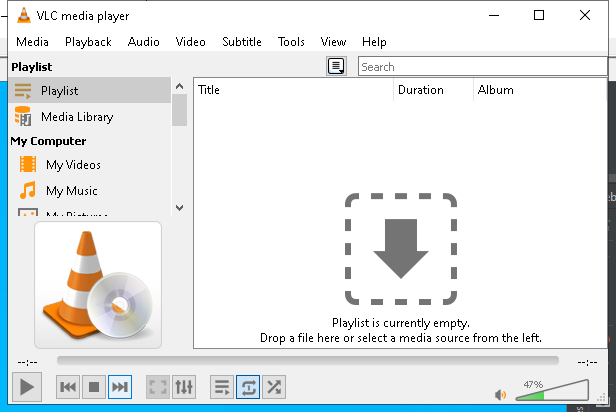 VLC media player
Media Playback Audio Video Subtitle Tools View Help
Playlist
Search
Playlist
Media Library
My Computer
My Videos
My Music
My Pictures
Title Duration Album
Playlist is currently empty.
Drop a file here or select a media source from the left.
--:-- --:--
47%